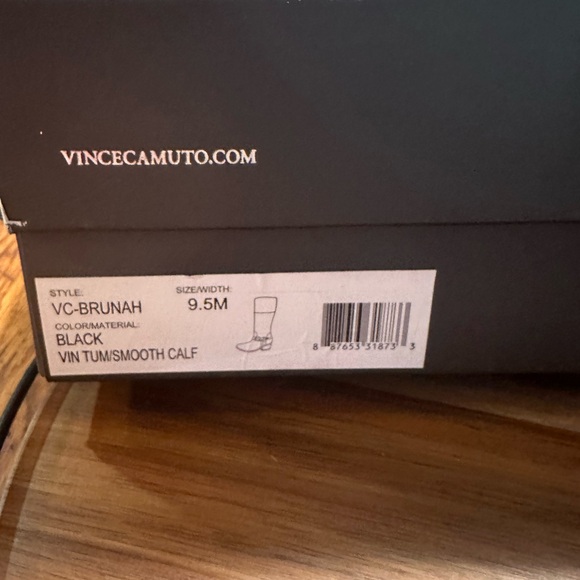 VINCECAMUTO.COM
STYLE: SIZE/WIDTH:
VC-BRUNAH 9.5M
COLOR/MATERIAL:
BLACK
VIN TUM/SMOOTH CALF
8 87653 31873 3